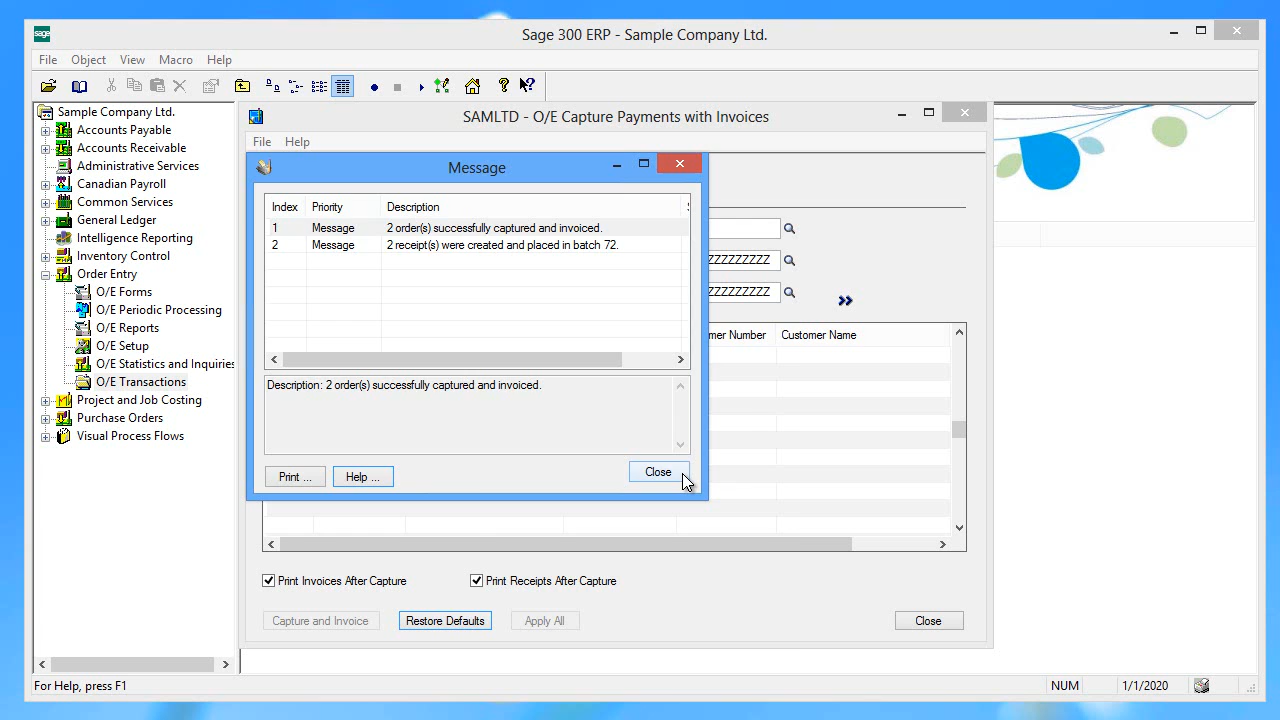 sage
Sage 300 ERP - Sample Company Ltd.
File Object View Macro Help
Sample Company Ltd.
Accounts Payable
Accounts Receivable
Administrative Services
Canadian Payroll
Common Services
General Ledger
Intelligence Reporting
Inventory Control
Order Entry
O/E Forms
O/E Periodic Processing
O/E Reports
O/E Setup
O/E Statistics and Inquiries
O/E Transactions
Project and Job Costing
Purchase Orders
Visual Process Flows
SAMLTD - O/E Capture Payments with Invoices
File Help
Message
Index Priority Description
1 Message 2 order(s) successfully captured and invoiced.
2 Message 2 receipt(s) were created and placed in batch 72.
Description: 2 order(s) successfully captured and invoiced.
Print ... Help ... Close
ZZZZZZZZZ
ZZZZZZZZZ
mer Number Customer Name
Print Invoices After Capture Print Receipts After Capture
Capture and Invoice Restore Defaults Apply All Close
For Help, press F1 NUM 1/1/2020